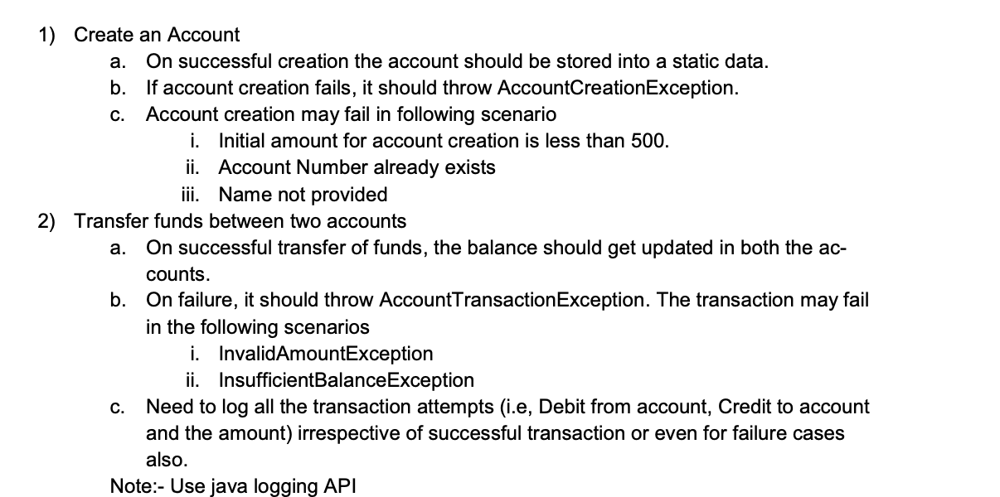 1) Create an Account
a. On successful creation the account should be stored into a static data.
b. If account creation fails, it should throw AccountCreationException.
c. Account creation may fail in following scenario
i. Initial amount for account creation is less than 500.
ii. Account Number already exists
iii. Name not provided
2) Transfer funds between two accounts
a. On successful transfer of funds, the balance should get updated in both the ac-
counts.
b. On failure, it should throw AccountTransactionException. The transaction may fail
in the following scenarios
i. InvalidAmountException
ii. InsufficientBalanceException
c. Need to log all the transaction attempts (i.e, Debit from account, Credit to account
and the amount) irrespective of successful transaction or even for failure cases
also.
Note:- Use java logging API